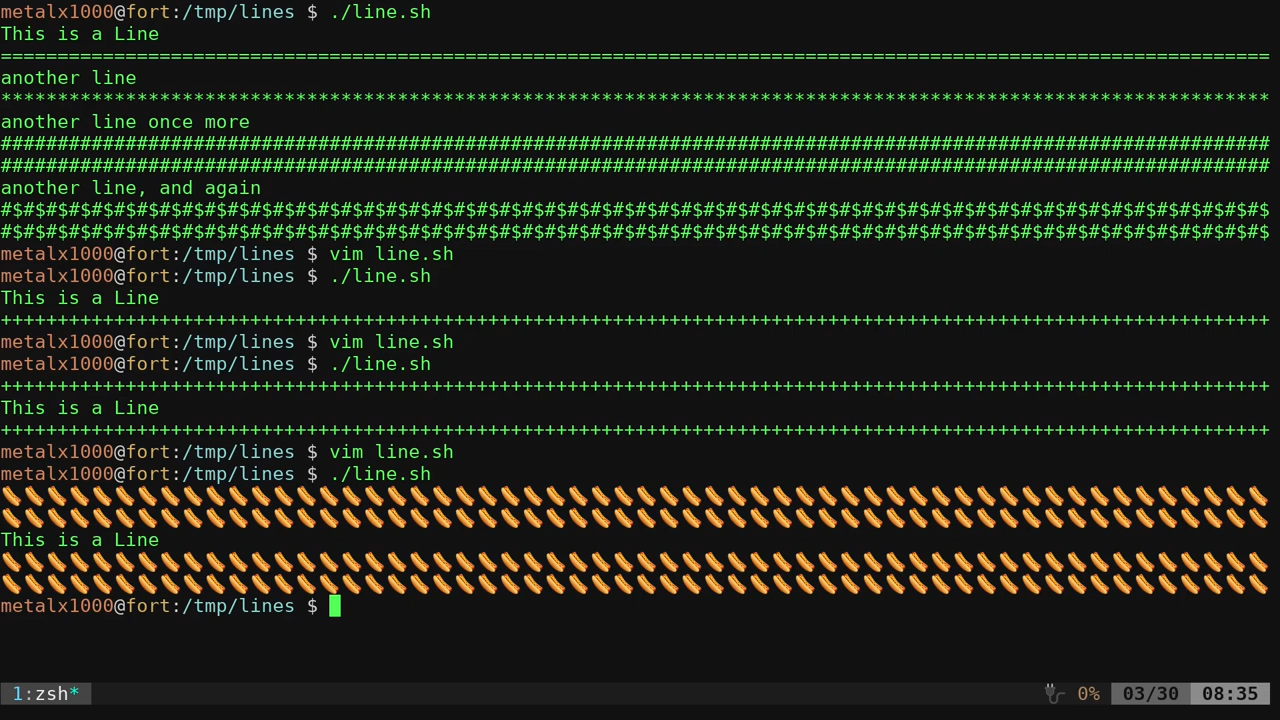 metalx1000@fort:/tmp/lines $ ./line.sh
This is a Line
================================================================================================================
another line
****************************************************************************************************************
another line once more
################################################################################################################
################################################################################################################
another line, and again
#$#$#$#$#$#$#$#$#$#$#$#$#$#$#$#$#$#$#$#$#$#$#$#$#$#$#$#$#$#$#$#$#$#$#$#$#$#$#$#$#$#$#$#$#$#$#$#$#$#$#$#$#$#$#$#$
#$#$#$#$#$#$#$#$#$#$#$#$#$#$#$#$#$#$#$#$#$#$#$#$#$#$#$#$#$#$#$#$#$#$#$#$#$#$#$#$#$#$#$#$#$#$#$#$#$#$#$#$#$#$#$#$
metalx1000@fort:/tmp/lines $ vim line.sh
metalx1000@fort:/tmp/lines $ ./line.sh
This is a Line
++++++++++++++++++++++++++++++++++++++++++++++++++++++++++++++++++++++++++++++++++++++++++++++++++++++++++++++++
metalx1000@fort:/tmp/lines $ vim line.sh
metalx1000@fort:/tmp/lines $ ./line.sh
++++++++++++++++++++++++++++++++++++++++++++++++++++++++++++++++++++++++++++++++++++++++++++++++++++++++++++++++
This is a Line
++++++++++++++++++++++++++++++++++++++++++++++++++++++++++++++++++++++++++++++++++++++++++++++++++++++++++++++++
metalx1000@fort:/tmp/lines $ vim line.sh
metalx1000@fort:/tmp/lines $ ./line.sh
🌭🌭🌭🌭🌭🌭🌭🌭🌭🌭🌭🌭🌭🌭🌭🌭🌭🌭🌭🌭🌭🌭🌭🌭🌭🌭🌭🌭🌭🌭🌭🌭🌭🌭🌭🌭🌭🌭🌭🌭🌭🌭🌭🌭🌭🌭🌭🌭🌭🌭🌭🌭🌭🌭🌭🌭
🌭🌭🌭🌭🌭🌭🌭🌭🌭🌭🌭🌭🌭🌭🌭🌭🌭🌭🌭🌭🌭🌭🌭🌭🌭🌭🌭🌭🌭🌭🌭🌭🌭🌭🌭🌭🌭🌭🌭🌭🌭🌭🌭🌭🌭🌭🌭🌭🌭🌭🌭🌭🌭🌭🌭🌭
This is a Line
🌭🌭🌭🌭🌭🌭🌭🌭🌭🌭🌭🌭🌭🌭🌭🌭🌭🌭🌭🌭🌭🌭🌭🌭🌭🌭🌭🌭🌭🌭🌭🌭🌭🌭🌭🌭🌭🌭🌭🌭🌭🌭🌭🌭🌭🌭🌭🌭🌭🌭🌭🌭🌭🌭🌭🌭
🌭🌭🌭🌭🌭🌭🌭🌭🌭🌭🌭🌭🌭🌭🌭🌭🌭🌭🌭🌭🌭🌭🌭🌭🌭🌭🌭🌭🌭🌭🌭🌭🌭🌭🌭🌭🌭🌭🌭🌭🌭🌭🌭🌭🌭🌭🌭🌭🌭🌭🌭🌭🌭🌭🌭🌭
metalx1000@fort:/tmp/lines $
1:zsh* 0% 03/30 08:35